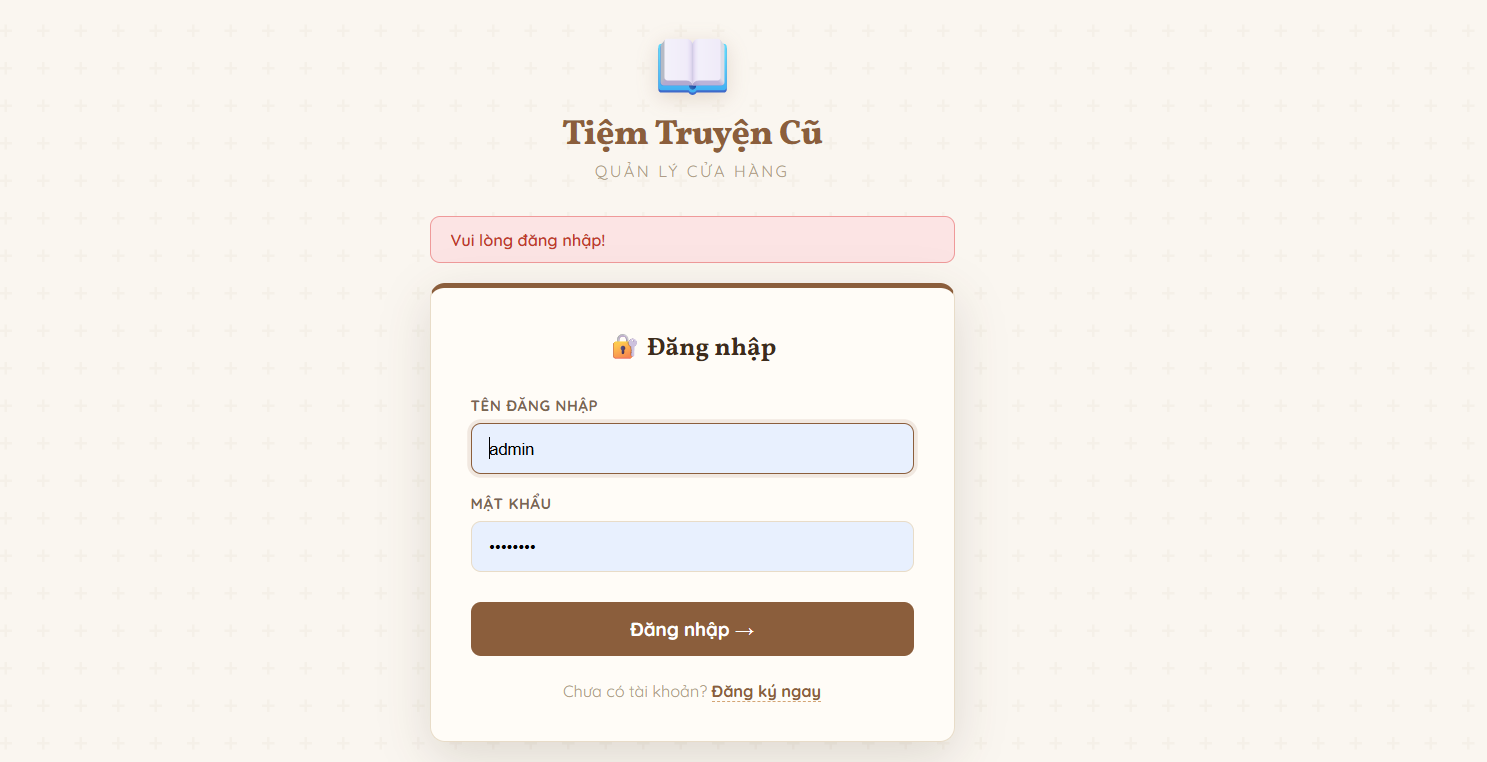 Tiệm Truyện Cũ
QUẢN LÝ CỬA HÀNG
Vui lòng đăng nhập!
🔐 Đăng nhập
TÊN ĐĂNG NHẬP
admin
MẬT KHẨU
••••••••
Đăng nhập →
Chưa có tài khoản? Đăng ký ngay